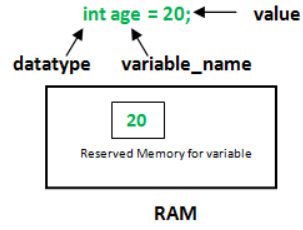 int age = 20; value
datatype variable_name
20
Reserved Memory for variable
RAM